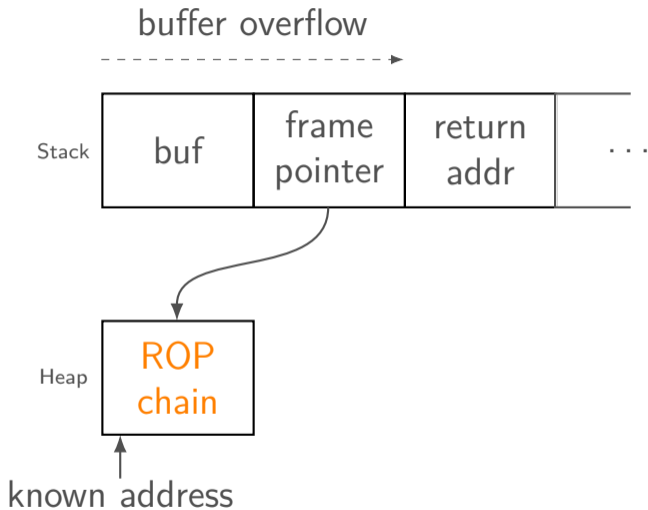 buffer overflow
Stack
buf
frame
pointer
return
addr
...
Heap
ROP
chain
known address